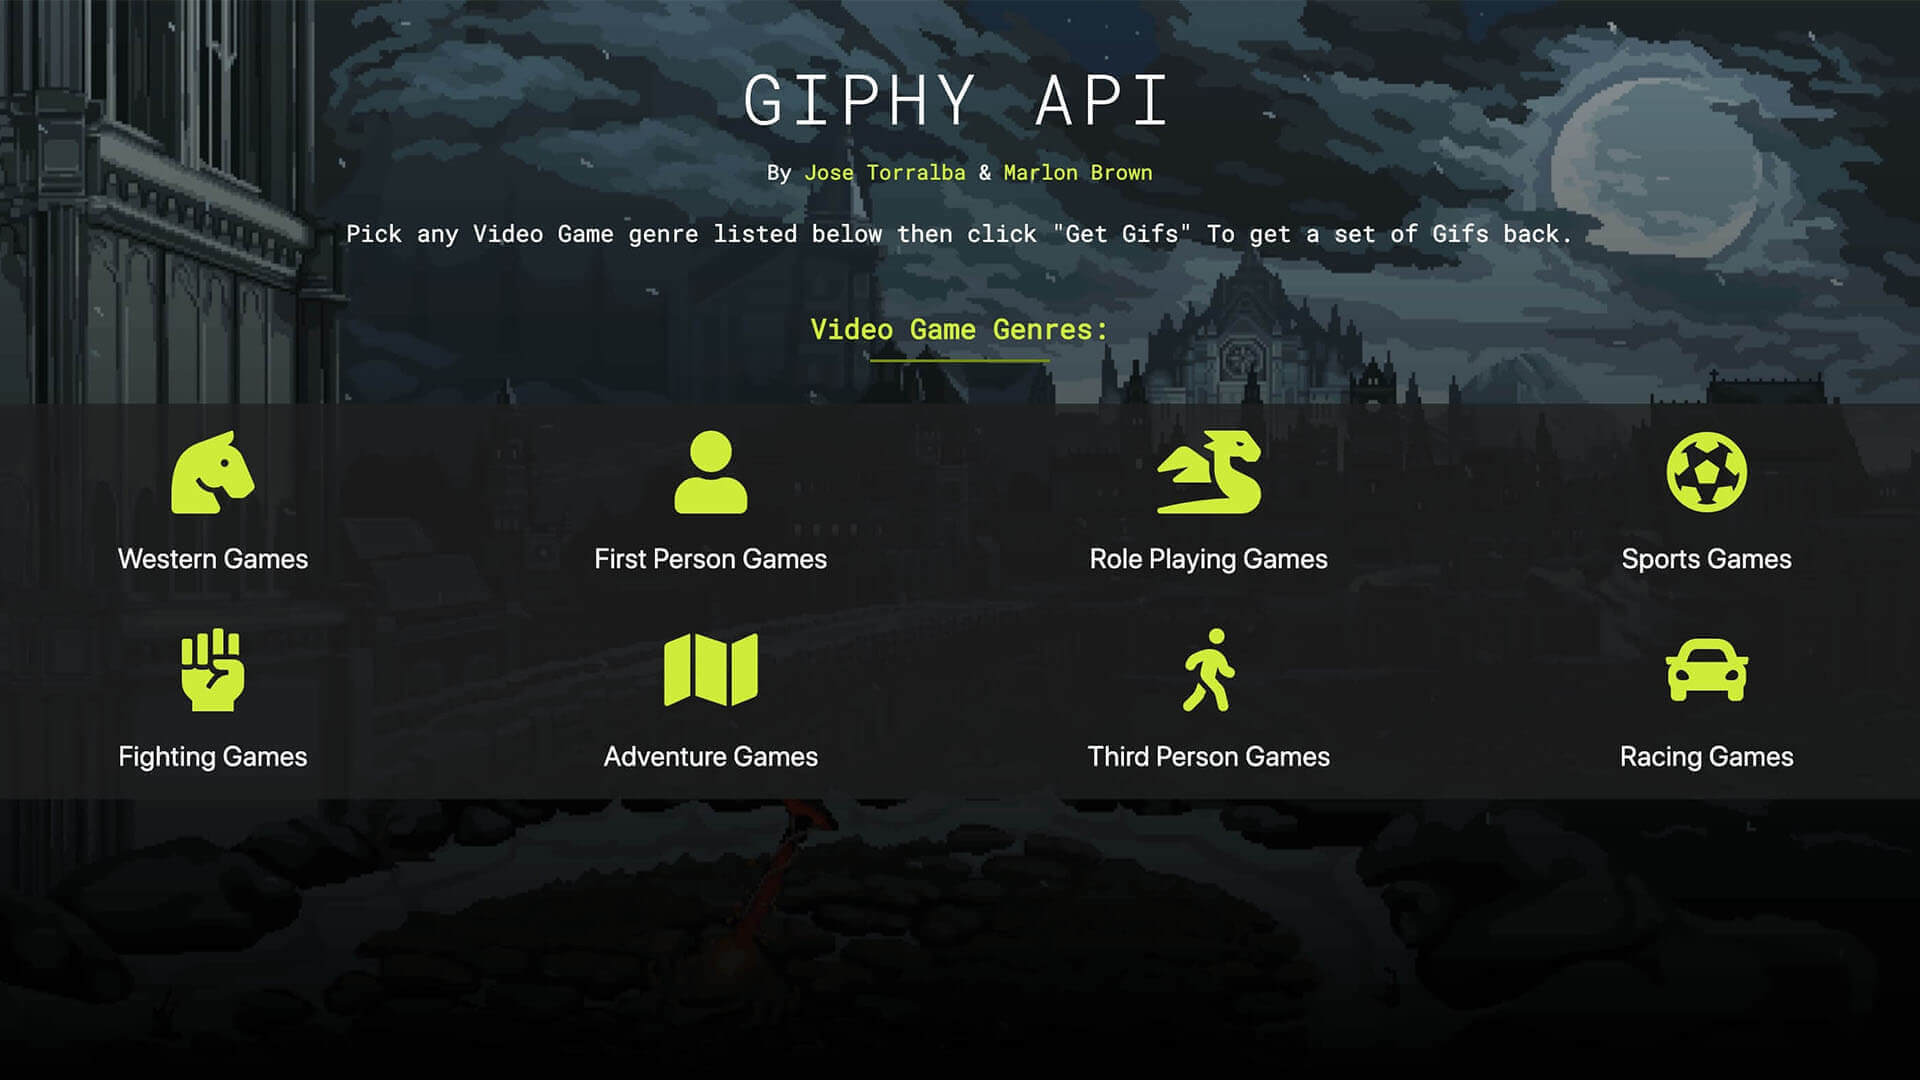 GIPHY API
By Jose Torralba & Marlon Brown
Pick any Video Game genre listed below then click "Get Gifs" To get a set of Gifs back.
Video Game Genres:
Western Games
First Person Games
Role Playing Games
Sports Games
Fighting Games
Adventure Games
Third Person Games
Racing Games